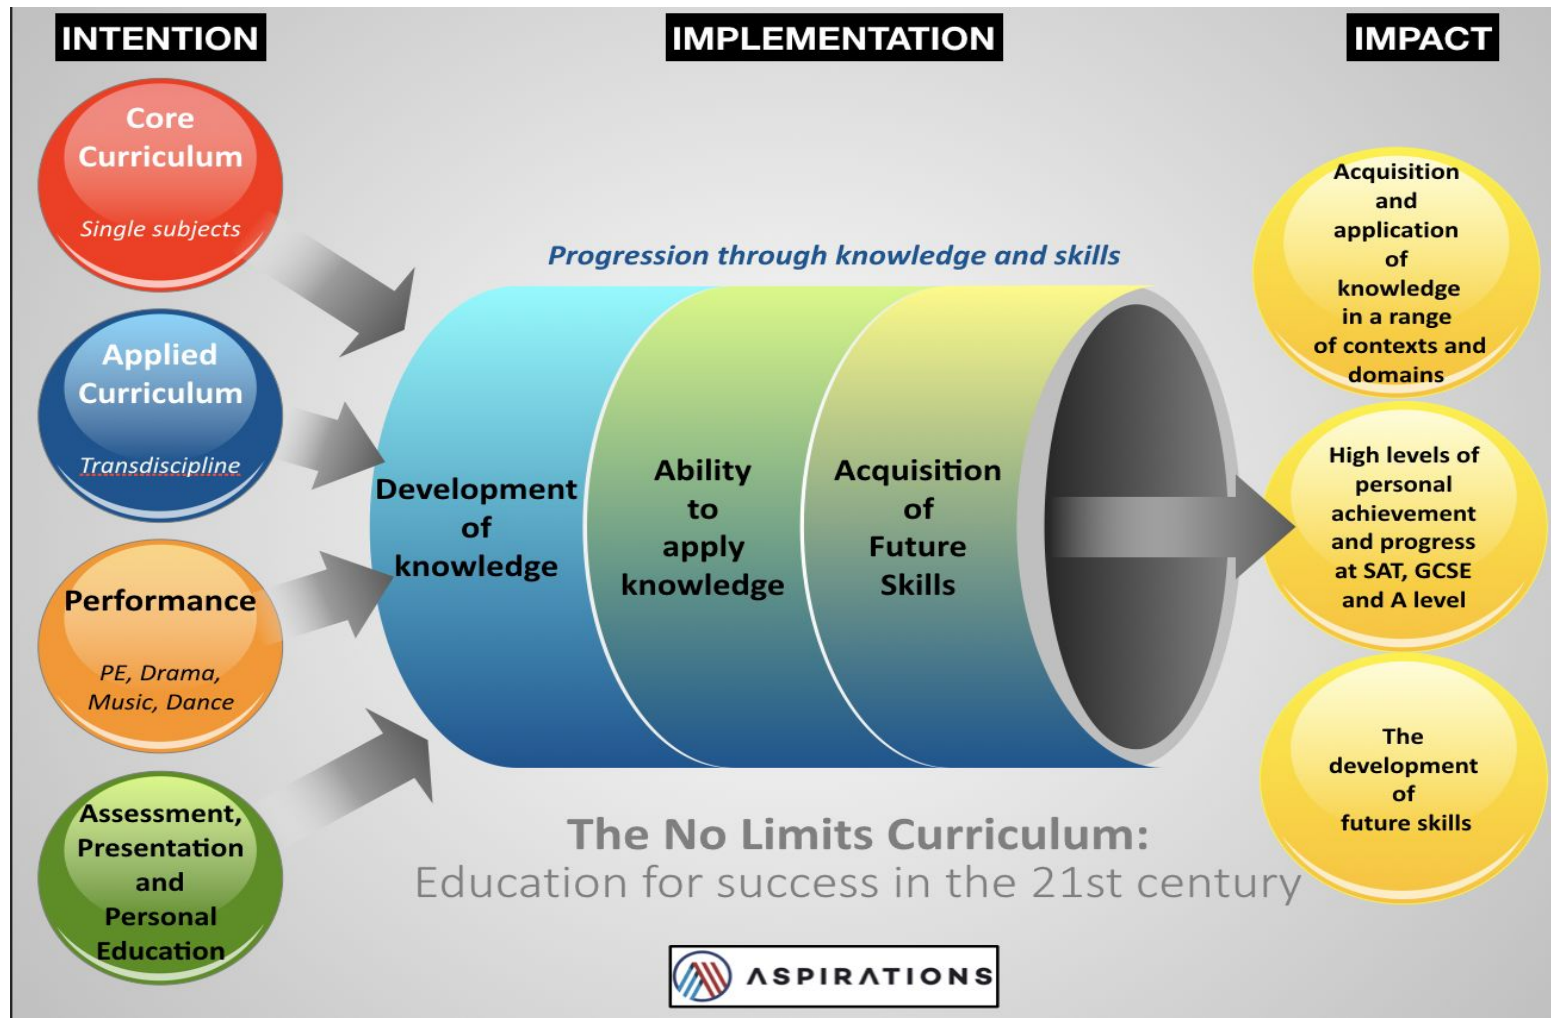 INTENTION
IMPLEMENTATION
IMPACT
Core
Curriculum
Single subjects
Applied
Curriculum
Transdiscipline
Performance
PE, Drama,
Music, Dance
Assessment,
Presentation
and
Personal
Education
Progression through knowledge and skills
Development
of
knowledge
Ability
to
apply
knowledge
Acquisition
of
Future
Skills
Acquisition
and
application
of
knowledge
in a range
of contexts and
domains
High levels of
personal
achievement
and progress
at SAT, GCSE
and A level
The
development
of
future skills
The No Limits Curriculum:
Education for success in the 21st century
ASPIRATIONS